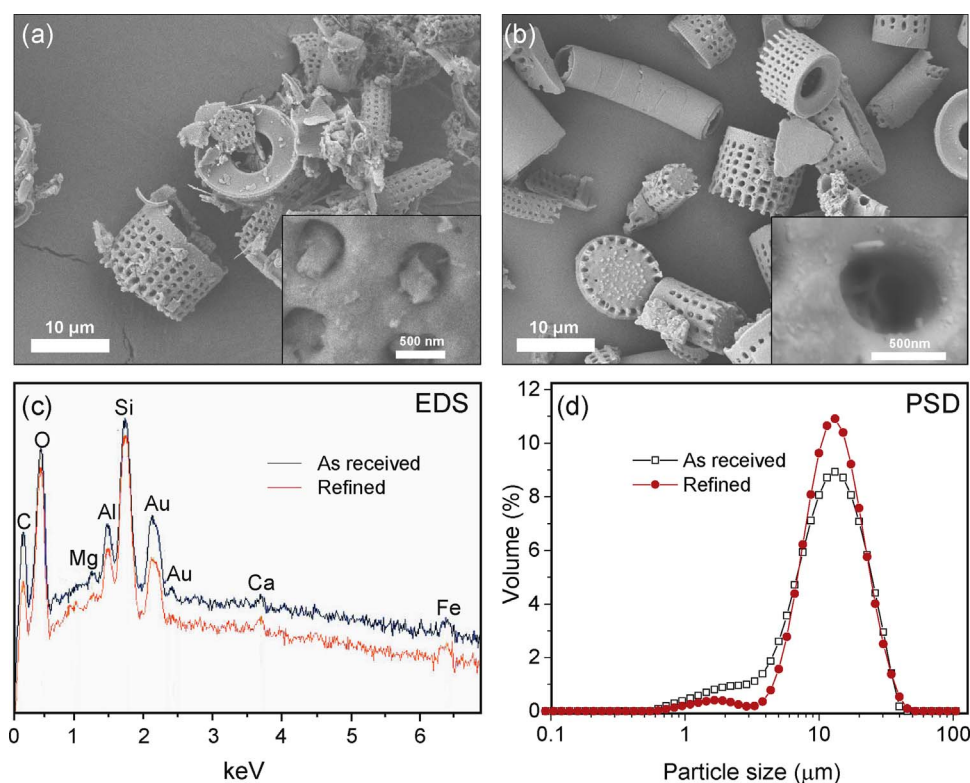 (a)
10 μm
500 nm
(b)
10 μm
500nm
(c)
EDS
C
O
Mg
Al
Si
Au
Au
Ca
Fe
As received
Refined
0 1 2 3 4 5 6
keV
(d)
PSD
As received
Refined
Volume (%)
12
10
8
6
4
2
0
0.1 1 10 100
Particle size (μm)